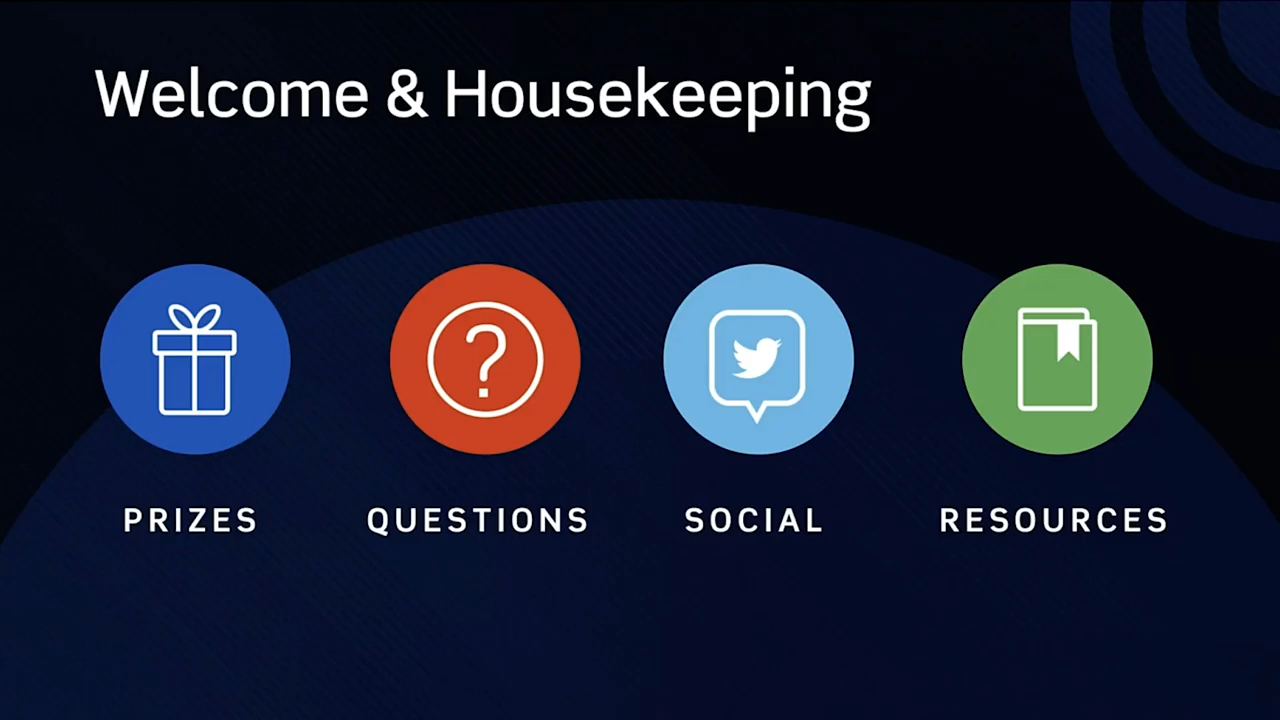 Welcome & Housekeeping
PRIZES
QUESTIONS
SOCIAL
RESOURCES